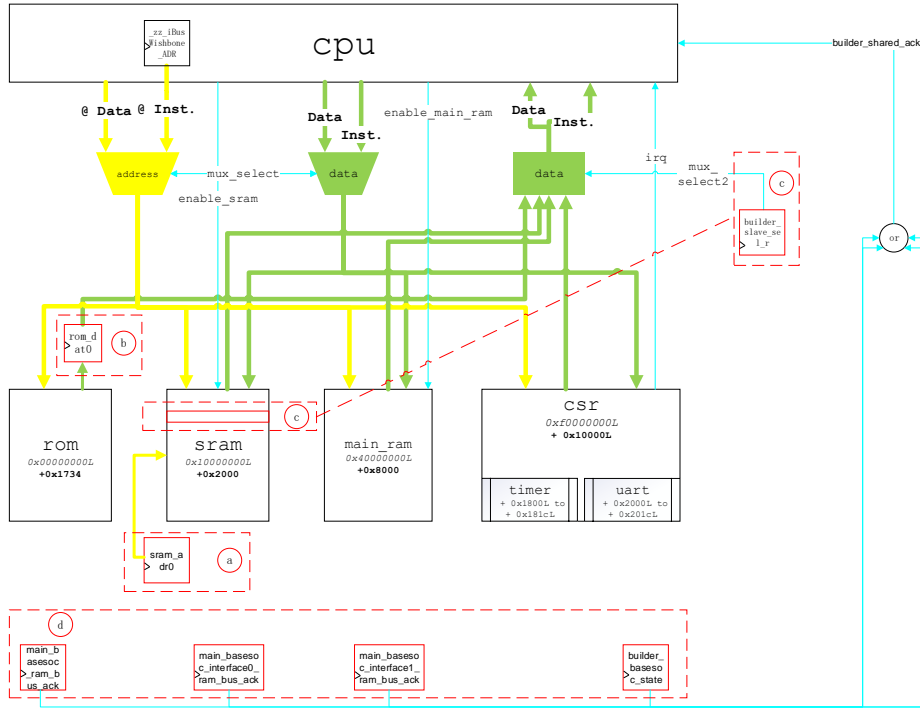 _zz_iBus
Wishbone
_ADR
cpu
builder_shared_ack
@ Data @ Inst.
Data
Inst.
enable_main_ram
Data
Inst.
address
mux_select
data
data
irq
mux_
select2
c
enable_sram
builder_
slave_se
l_r
or
rom_d
at0
b
c
rom
0x00000000L
+0x1734
sram
0x10000000L
+0x2000
main_ram
0x40000000L
+0x8000
csr
0xf0000000L
+ 0x10000L
timer
+ 0x1800L to
+ 0x181cL
uart
+ 0x2000L to
+ 0x201cL
sram_a
dr0
a
d
main_b
asesoc
_ram_b
us_ack
main_baseso
c_interface0_
ram_bus_ack
main_baseso
c_interface1_
ram_bus_ack
builder_
baseso
c_state